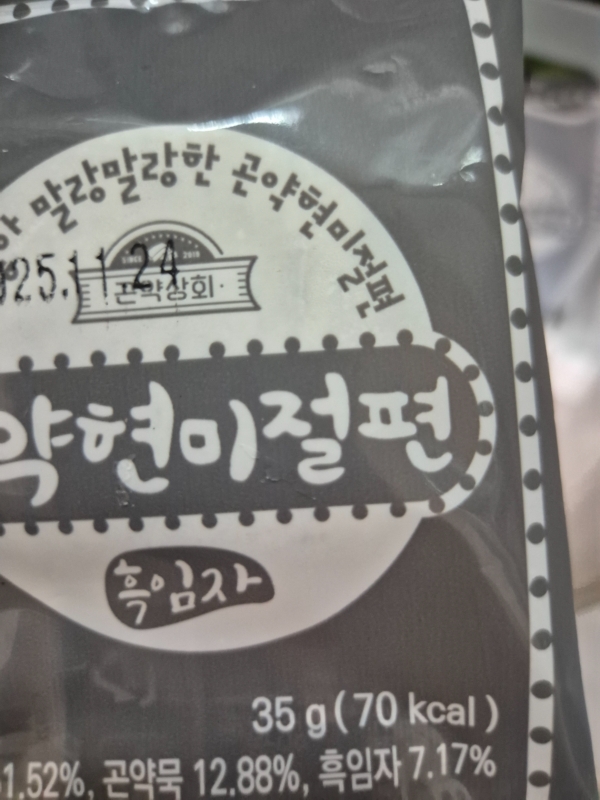 말랑말랑한 곤약현미절편
SINCE 2019
25.11.24
곤약상회
현미절편
흑임자
35 g ( 70 kcal )
1.52%, 곤약묵 12.88%, 흑임자 7.17%